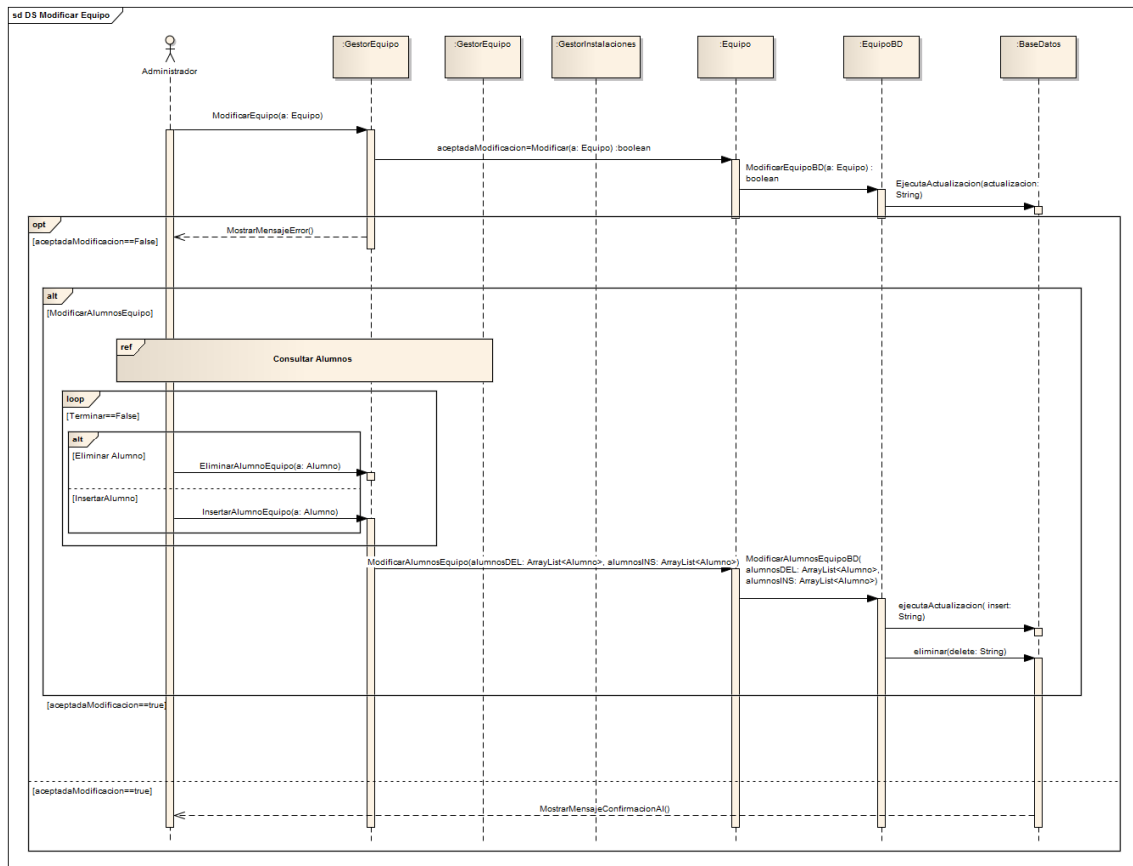 sd DS Modificar Equipo
:GestorEquipo
:GestorEquipo
:GestorInstalaciones
:Equipo
:EquipoBD
:BaseDatos
Administrador
ModificarEquipo(a: Equipo)
aceptadaModificacion=Modificar(a: Equipo) :boolean
ModificarEquipoBD(a: Equipo) :
boolean
EjecutaActualizacion(actualizacion:
String)
opt
[aceptadaModificacion==False]
MostrarMensajeError()
alt
[ModificarAlumnosEquipo]
ref
Consultar Alumnos
loop
[Terminar==False]
alt
[Eliminar Alumno]
EliminarAlumnoEquipo(a: Alumno)
[InsertarAlumno]
InsertarAlumnoEquipo(a: Alumno)
ModificarAlumnosEquipo(alumnosDEL: ArrayList<Alumno>, alumnosINS: ArrayList<Alumno>)
ModificarAlumnosEquipoBD(
alumnosDEL: ArrayList<Alumno>,
alumnosINS: ArrayList<Alumno>)
ejecutaActualizacion( insert:
String)
eliminar(delete: String)
[aceptadaModificacion==true]
[aceptadaModificacion==true]
MostrarMensajeConfirmacionAl()